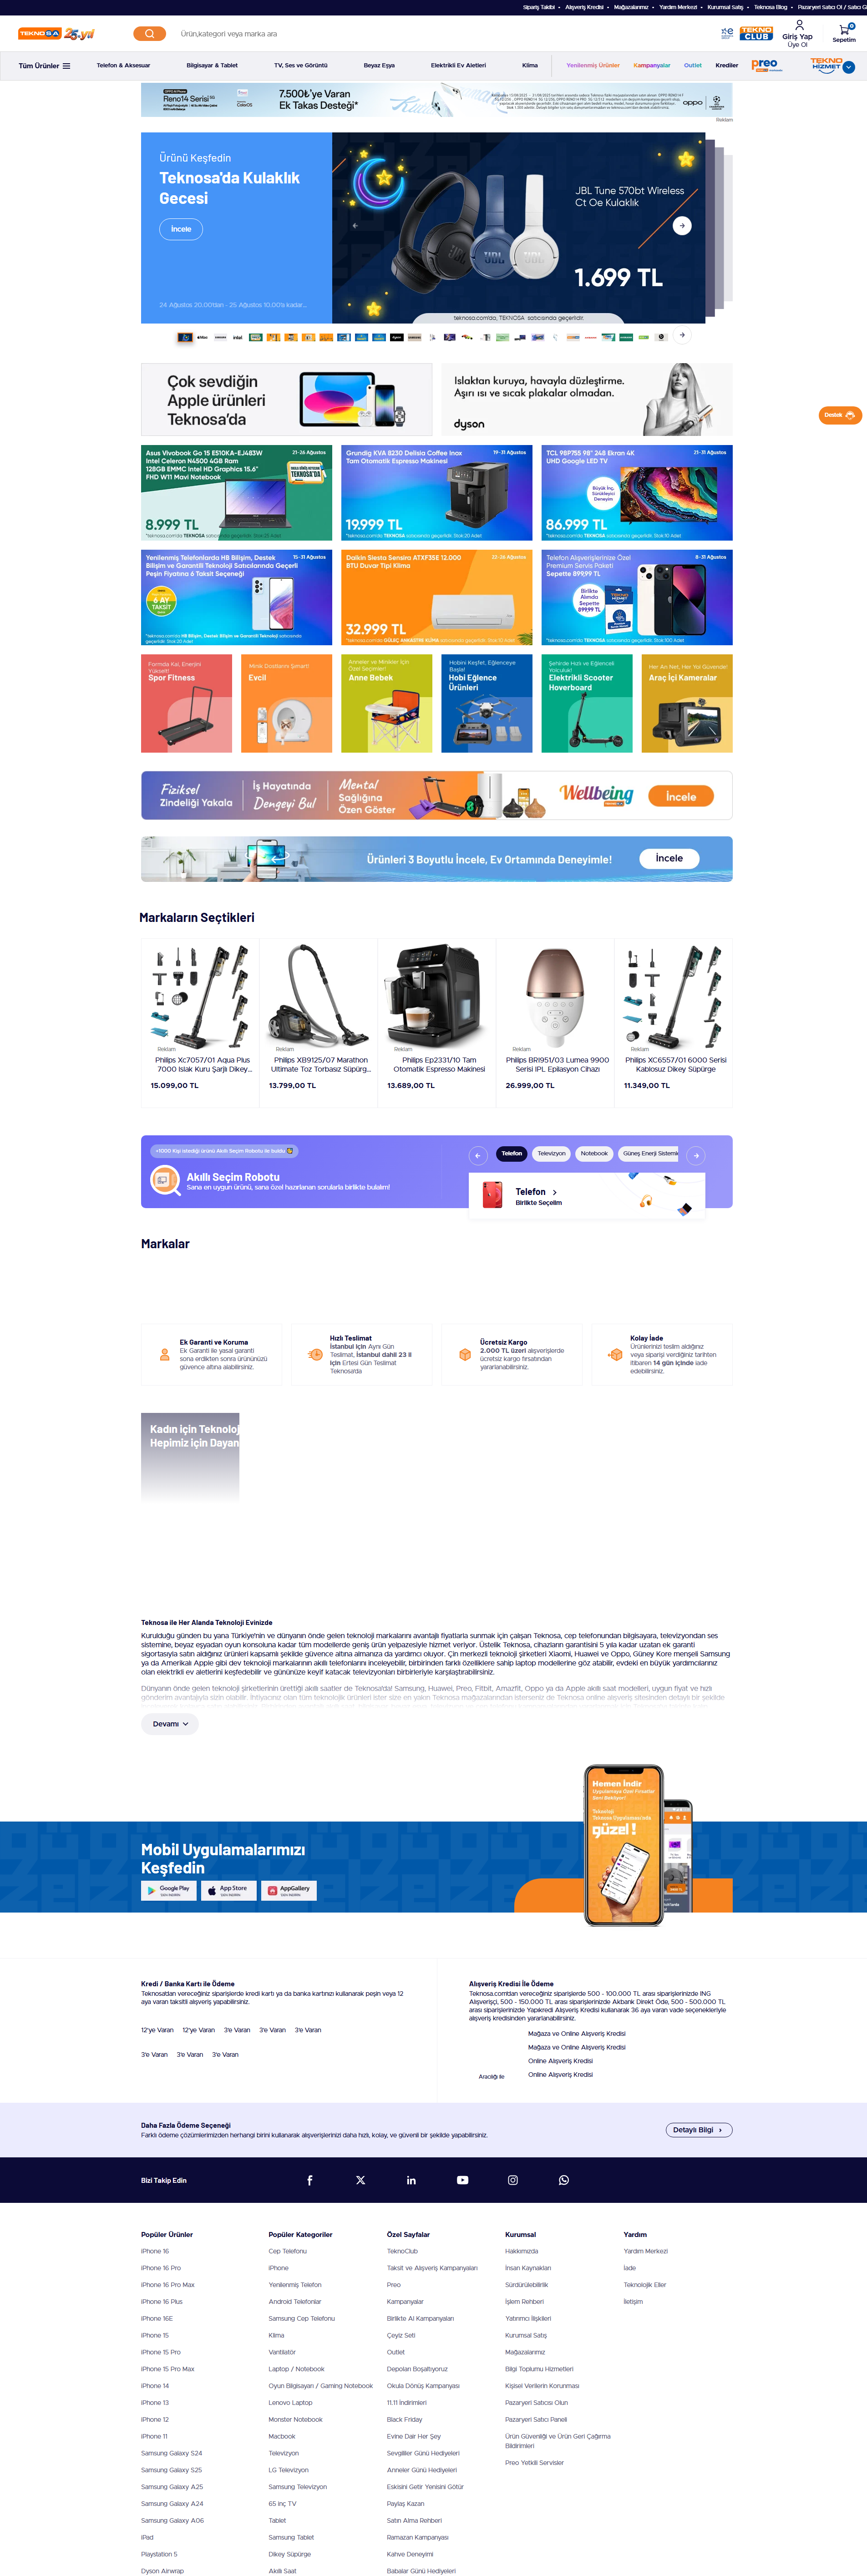 Sipariş Takibi • Alışveriş Kredisi • Mağazalarımız • Yardım Merkezi • Kurumsal Satış • Teknosa Blog • Pazaryeri Satıcı Ol / Satıcı Gi
TEKNOSA 25.yıl
Ürün,kategori veya marka ara
TEKNO CLUB
Giriş Yap
Üye Ol
0
Sepetim
Tüm Ürünler
Telefon & Aksesuar
Bilgisayar & Tablet
TV, Ses ve Görüntü
Beyaz Eşya
Elektrikli Ev Aletleri
Klima
Yenilenmiş Ürünler
Kampanyalar
Outlet
Krediler
preo
TEKNO HİZMET
Reno14 Serisi
7.500₺'ye Varan
Ek Takas Desteği*
oppo
Reklam
Ürünü Keşfedin
Teknosa'da Kulaklık
Gecesi
İncele
24 Ağustos 20.00'dan - 25 Ağustos 10.00'a kadar...
JBL Tune 570bt Wireless
Ct Oe Kulaklık
1.699 TL
teknosa.com'da, TEKNOSA satıcısında geçerlidir.
Çok sevdiğin
Apple ürünleri
Teknosa'da
Islaktan kuruya, havayla düzleştirme.
Aşırı ısı ve sıcak plakalar olmadan.
dyson
Destek
Asus Vivobook Go 15 E510KA-EJ483W
Intel Celeron N4500 4GB Ram
128GB EMMC Intel HD Graphics 15,6"
FHD W11 Mavi Notebook
21-26 Ağustos
8.999 TL
Grundig KVA 8230 Delisia Coffee Inox
Tam Otomatik Espresso Makinesi
19-31 Ağustos
19.999 TL
TCL 98P755 98" 248 Ekran 4K
UHD Google LED TV
21-31 Ağustos
Büyük İnç,
Sürükleyici
Deneyim
86.999 TL
Yenilenmiş Telefonlarda HB Bilişim, Destek
Bilişim ve Garantili Teknoloji Satıcılarında Geçerli
Peşin Fiyatına 6 Taksit Seçeneği
15-31 Ağustos
6 AY
TAKSİT
Daikin Siesta Sensira ATXF35E 12.000
BTU Duvar Tipi Klima
22-26 Ağustos
32.999 TL
Telefon Alışverişlerinize Özel
Premium Servis Paketi
Sepette 899,99 TL
8-31 Ağustos
Birlikte
Alımda
Sepette
899,99 TL
Formda Kal, Enerjini
Yükselt!
Spor Fitness
Minik Dostlarını Şımart!
Evcil
Anneler ve Minikler İçin
Özel Seçenler!
Anne Bebek
Hobini Keşfet, Eğlenceye
Başla!
Hobi Eğlence
Ürünleri
Şehirde Hızlı ve Eğlenceli
Yolculuk!
Elektrikli Scooter
Hoverboard
Her An Net, Her Yol Güvende!
Araç İçi Kameralar
Fiziksel
Zindeliği Yakala
İş Hayatında
Dengeyi Bul
Mental
Sağlığına
Özen Göster
Wellbeing
İncele
Ürünleri 3 Boyutlu İncele, Ev Ortamında Deneyimle!
İncele
Markaların Seçtikleri
Reklam
Philips Xc7057/01 Aqua Plus
7000 Islak Kuru Şarjlı Dikey...
15.099,00 TL
Reklam
Philips XB9125/07 Marathon
Ultimate Toz Torbasız Süpürg...
13.799,00 TL
Reklam
Philips Ep2331/10 Tam
Otomatik Espresso Makinesi
13.689,00 TL
Reklam
Philips BRI951/03 Lumea 9900
Serisi IPL Epilasyon Cihazı
26.999,00 TL
Reklam
Philips XC6557/01 6000 Serisi
Kablosuz Dikey Süpürge
11.349,00 TL
+1000 Kişi istediği ürünü Akıllı Seçim Robotu ile buldu
Akıllı Seçim Robotu
Sana en uygun ürünü, sana özel hazırlanan sorularla birlikte bulalım!
Telefon
Televizyon
Notebook
Güneş Enerji Sistemle
Telefon
Birlikte Seçelim
Markalar
Ek Garanti ve Koruma
Ek Garanti ile yasal garanti
sona erdikten sonra ürününüzü
güvence altına alabilirsiniz.
Hızlı Teslimat
İstanbul için Aynı Gün
Teslimat, İstanbul dahil 23 il
için Ertesi Gün Teslimat
Teknosa'da
Ücretsiz Kargo
2.000 TL üzeri alışverişlerde
ücretsiz kargo fırsatından
yararlanabilirsiniz.
Kolay İade
Ürünlerinizi teslim aldığınız
veya siparişi verdiğiniz tarihten
itibaren 14 gün içinde iade
edebilirsiniz.
Kadın için Teknoloj
Hepimiz için Dayan
Teknosa ile Her Alanda Teknoloji Evinizde
Kurulduğu günden bu yana Türkiye'nin ve dünyanın önde gelen teknoloji markalarını avantajlı fiyatlarla sunmak için çalışan Teknosa, cep telefonundan bilgisayara, televizyondan ses
sistemine, beyaz eşyadan oyun konsoluna kadar tüm modellerde geniş ürün yelpazesiyle hizmet veriyor. Üstelik Teknosa, cihazların garantisini 5 yıla kadar uzatan ek garanti
sigortasıyla satın aldığınız ürünleri kapsamlı şekilde güvence altına almanıza da yardımcı oluyor. Çin merkezli teknoloji şirketleri Xiaomi, Huawei ve Oppo, Güney Kore menşeli Samsung
ya da Amerikalı Apple gibi dev teknoloji markalarının akıllı telefonlarını inceleyebilir, birbirinden farklı özelliklere sahip laptop modellerine göz atabilir, evdeki en büyük yardımcılarınız
olan elektrikli ev aletlerini keşfedebilir ve gününüze keyif katacak televizyonları birbirleriyle karşılaştırabilirsiniz.
Dünyanın önde gelen teknoloji şirketlerinin ürettiği akıllı saatler de Teknosa'da! Samsung, Huawei, Preo, Fitbit, Amazfit, Oppo ya da Apple akıllı saat modelleri, uygun fiyat ve hızlı
gönderim avantajıyla sizin olabilir. İhtiyacınız olan tüm teknolojik ürünleri ister size en yakın Teknosa mağazalarından isterseniz de Teknosa online alışveriş sitesinden detaylı bir şekilde
Devamı
Hemen İndir
güzel !
Mobil Uygulamalarımızı
Keşfedin
Google Play
App Store
AppGallery
Kredi / Banka Kartı ile Ödeme
Teknosa'dan vereceğiniz siparişlerde kredi kartı ya da banka kartınızı kullanarak peşin veya 12
aya varan taksitli alışveriş yapabilirsiniz.
12'ye Varan 12'ye Varan 3'e Varan 3'e Varan 3'e Varan
3'e Varan 3'e Varan 3'e Varan
Alışveriş Kredisi İle Ödeme
Teknosa.com'dan vereceğiniz siparişlerde 500 - 100.000 TL arası siparişlerinizde ING
Alışverişçi, 500 - 150.000 TL arası siparişlerinizde Akbank Direkt Öde, 500 - 500.000 TL
arası siparişlerinizde Yapıkredi Alışveriş Kredisi kullanarak 36 aya varan vade seçenekleriyle
alışveriş kredisinden yararlanabilirsiniz.
Mağaza ve Online Alışveriş Kredisi
Mağaza ve Online Alışveriş Kredisi
Online Alışveriş Kredisi
Aracılığı ile
Online Alışveriş Kredisi
Daha Fazla Ödeme Seçeneği
Farklı ödeme çözümlerimizden herhangi birini kullanarak alışverişlerinizi daha hızlı, kolay, ve güvenli bir şekilde yapabilirsiniz.
Detaylı Bilgi
Bizi Takip Edin
Popüler Ürünler
iPhone 16
iPhone 16 Pro
iPhone 16 Pro Max
iPhone 16 Plus
iPhone 16E
iPhone 15
iPhone 15 Pro
iPhone 15 Pro Max
iPhone 14
iPhone 13
iPhone 12
iPhone 11
Samsung Galaxy S24
Samsung Galaxy S25
Samsung Galaxy A25
Samsung Galaxy A24
Samsung Galaxy A06
iPad
Playstation 5
Dyson Airwrap
Popüler Kategoriler
Cep Telefonu
iPhone
Yenilenmiş Telefon
Android Telefonlar
Samsung Cep Telefonu
Klima
Vantilatör
Laptop / Notebook
Oyun Bilgisayarı / Gaming Notebook
Lenovo Laptop
Monster Notebook
Macbook
Televizyon
LG Televizyon
Samsung Televizyon
65 inç TV
Tablet
Samsung Tablet
Dikey Süpürge
Akıllı Saat
Özel Sayfalar
TeknoClub
Taksit ve Alışveriş Kampanyaları
Preo
Kampanyalar
Birlikte Al Kampanyaları
Çeyiz Seti
Outlet
Depoları Boşaltıyoruz
Okula Dönüş Kampanyası
11.11 İndirimleri
Black Friday
Evine Dair Her Şey
Sevgililer Günü Hediyeleri
Anneler Günü Hediyeleri
Eskisini Getir Yenisini Götür
Paylaş Kazan
Satın Alma Rehberi
Ramazan Kampanyası
Kahve Deneyimi
Babalar Günü Hediyeleri
Kurumsal
Hakkımızda
İnsan Kaynakları
Sürdürülebilirlik
İşlem Rehberi
Yatırımcı İlişkileri
Kurumsal Satış
Mağazalarımız
Bilgi Toplumu Hizmetleri
Kişisel Verilerin Korunması
Pazaryeri Satıcısı Olun
Pazaryeri Satıcı Paneli
Ürün Güvenliği ve Ürün Geri Çağırma
Bildirimleri
Preo Yetkili Servisler
Yardım
Yardım Merkezi
İade
Teknolojik Eller
İletişim